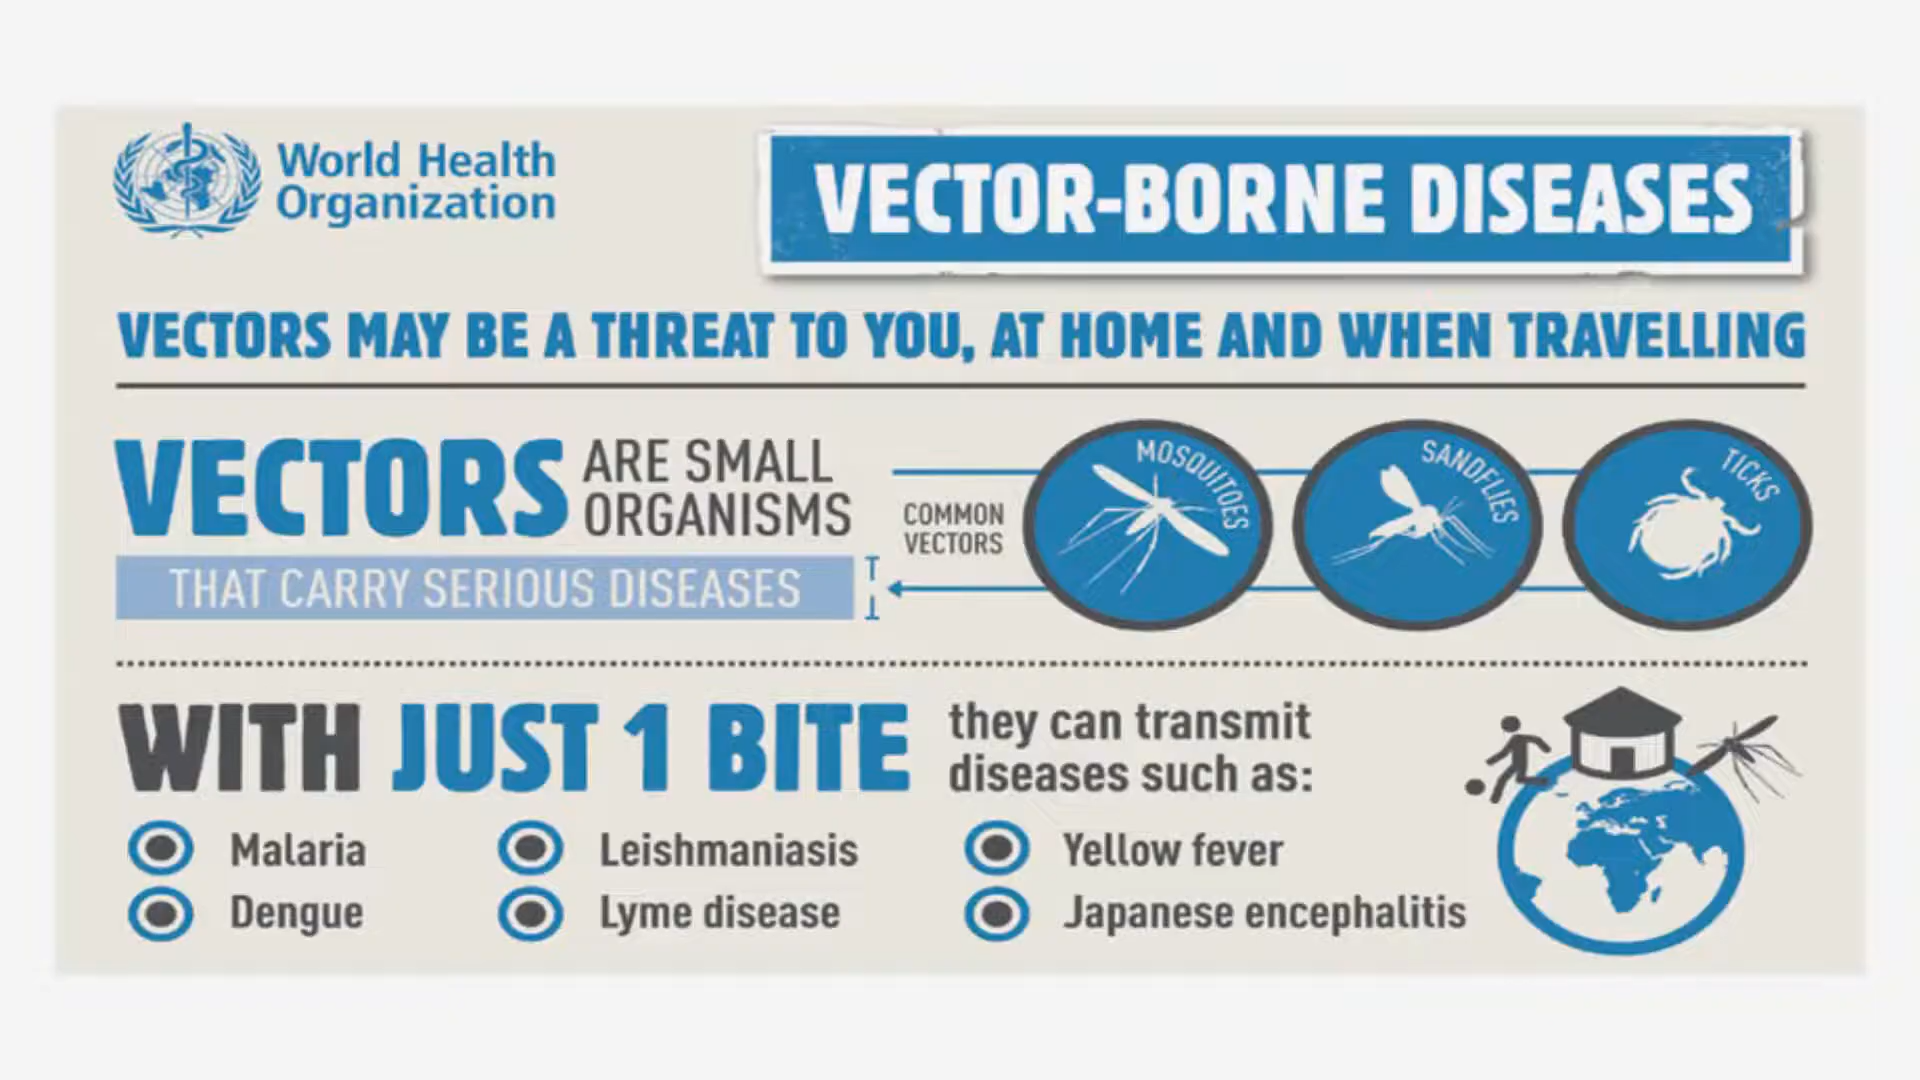 World Health
Organization
VECTOR-BORNE DISEASES
VECTORS MAY BE A THREAT TO YOU, AT HOME AND WHEN TRAVELLING
VECTORS ARE SMALL
ORGANISMS
THAT CARRY SERIOUS DISEASES
COMMON
VECTORS
MOSQUITOES
SANDFLIES
TICKS
WITH JUST 1 BITE
they can transmit
diseases such as:
Malaria
Leishmaniasis
Yellow fever
Dengue
Lyme disease
Japanese encephalitis